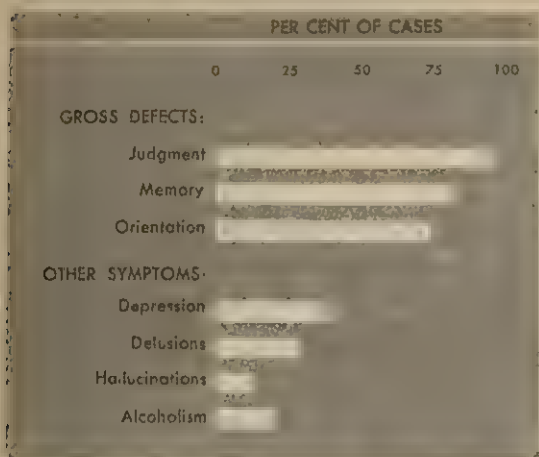 PER CENT OF CASES
0 25 50 75 100
GROSS DEFECTS:
Judgment
Memory
Orientation
OTHER SYMPTOMS:
Depression
Delusions
Hallucinations
Alcoholism